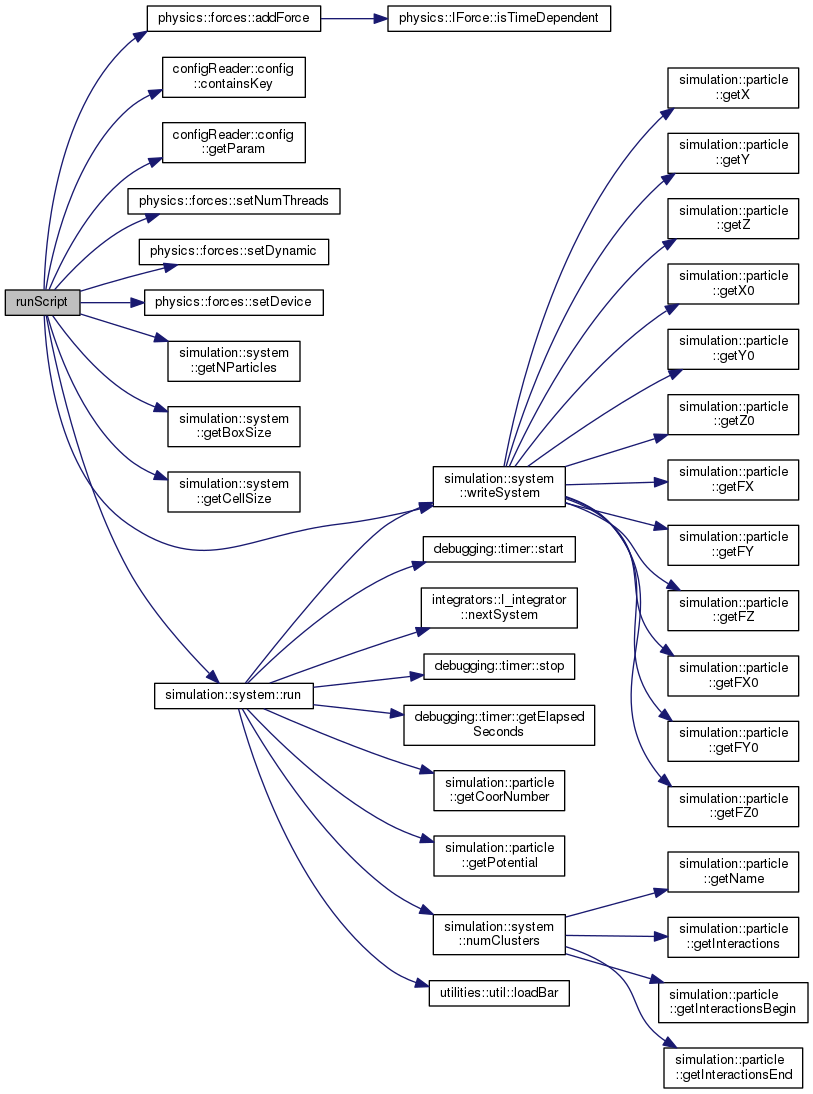 runScript
physics::forces::addForce
physics::IForce::isTimeDependent
configReader::config
::containsKey
configReader::config
::getParam
physics::forces::setNumThreads
physics::forces::setDynamic
physics::forces::setDevice
simulation::system
::getNParticles
simulation::system
::getBoxSize
simulation::system
::getCellSize
simulation::system::run
simulation::system
::writeSystem
debugging::timer::start
integrators::I_integrator
::nextSystem
debugging::timer::stop
debugging::timer::getElapsed
Seconds
simulation::particle
::getCoorNumber
simulation::particle
::getPotential
simulation::system
::numClusters
utilities::util::loadBar
simulation::particle
::getX
simulation::particle
::getY
simulation::particle
::getZ
simulation::particle
::getX0
simulation::particle
::getY0
simulation::particle
::getZ0
simulation::particle
::getFX
simulation::particle
::getFY
simulation::particle
::getFZ
simulation::particle
::getFX0
simulation::particle
::getFY0
simulation::particle
::getFZ0
simulation::particle
::getName
simulation::particle
::getInteractions
simulation::particle
::getInteractionsBegin
simulation::particle
::getInteractionsEnd